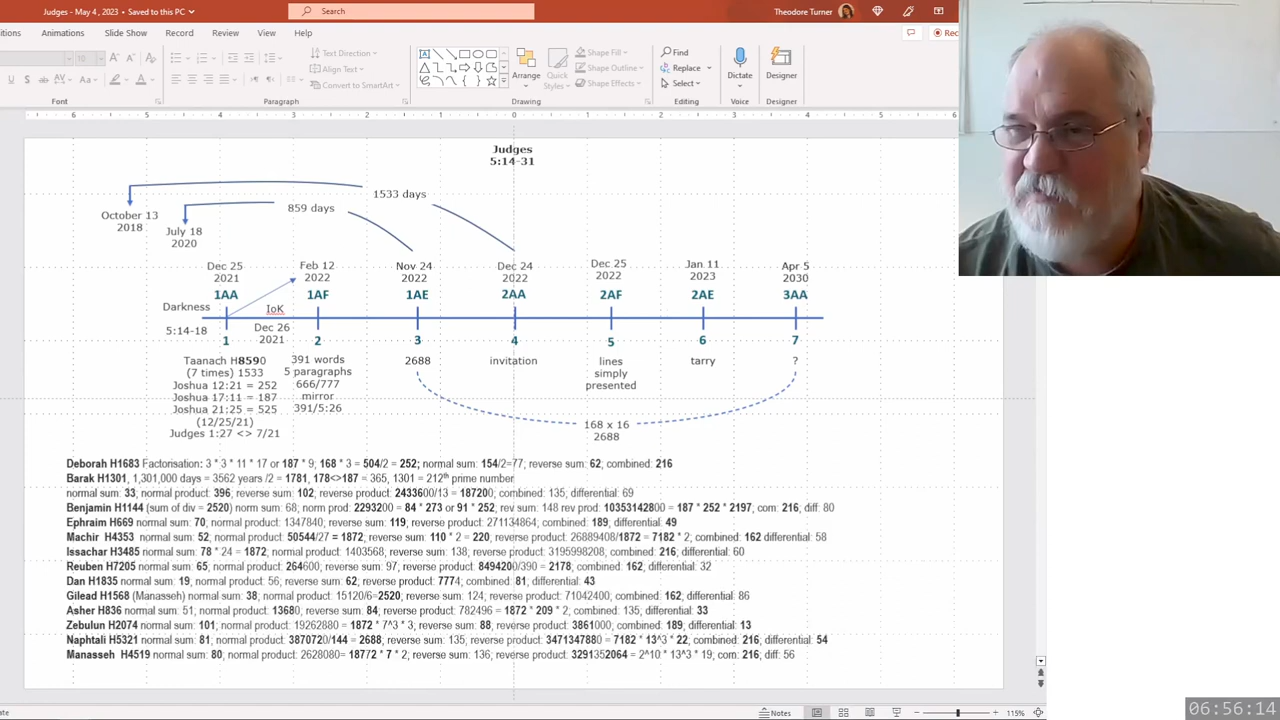 Judges - May 4, 2023 • Saved to this PC
Search
Theodore Turner
itions Animations Slide Show Record Review View Help
Rec
Text Direction
Align Text
Convert to SmartArt
Arrange
Quick Styles
Shape Fill
Shape Outline
Shape Effects
Find
Replace
Select
Dictate
Designer
Font Paragraph Drawing Editing Voice Designer
6 5 4 3 2 1 0 1 2 3 4 6
Judges
5:14-31
1533 days
859 days
October 13
2018
July 18
2020
Dec 25
2021
Feb 12
2022
Nov 24
2022
Dec 24
2022
Dec 25
2022
Jan 11
2023
Apr 5
2030
1AA 1AF 1AE 2AA 2AF 2AE 3AA
Darkness
IoK
5:14-18
Dec 26
2021
1 2 3 4 5 6 7
Taanach H8590
(7 times) 1533
Joshua 12:21 = 252
Joshua 17:11 = 187
Joshua 21:25 = 525
(12/25/21)
Judges 1:27 <> 7/21
391 words
5 paragraphs
666/777
mirror
391/5:26
2688
invitation
lines
simply
presented
tarry
?
168 x 16
2688
Deborah H1683 Factorisation: 3 * 3 * 11 * 17 or 187 * 9; 168 * 3 = 504/2 = 252; normal sum: 154/2=77; reverse sum: 62, combined: 216
Barak H1301, 1,301,000 days = 3562 years /2 = 1781, 178<>187 = 365, 1301 = 212th prime number
normal sum: 33; normal product: 396; reverse sum: 102, reverse product: 2433600/13 = 187200; combined: 135, differential: 69
Benjamin H1144 (sum of div = 2520) norm sum: 68; norm prod: 2293200 = 84 * 273 or 91 * 252, rev sum: 148 rev prod: 10353142800 = 187 * 252 * 2197, com: 216, diff: 80
Ephraim H669 normal sum: 70, normal product: 1347840, reverse sum: 119, reverse product: 271134864, combined: 189, differential: 49
Machir H4353 normal sum: 52, normal product: 50544/27 = 1872, reverse sum: 110 * 2 = 220, reverse product: 26889408/1872 = 7182 * 2, combined: 162 differential: 58
Issachar H3485 normal sum: 78 * 24 = 1872, normal product: 1403568, reverse sum: 138, reverse product: 3195998208, combined: 216, differential: 60
Reuben H7205 normal sum: 65, normal product: 264600, reverse sum: 97, reverse product: 849420/390 = 2178, combined: 162, differential: 32
Dan H1835 normal sum: 19, normal product: 56, reverse sum: 62, reverse product: 7774, combined: 81, differential: 43
Gilead H1568 (Manasseh) normal sum: 38, normal product: 15120/6=2520, reverse sum: 124, reverse product: 71042400, combined: 162, differential: 86
Asher H836 normal sum: 51, normal product: 13680, reverse sum: 84, reverse product: 782496 = 1872 * 209 * 2, combined: 135, differential: 33
Zebulun H2074 normal sum: 101, normal product: 19262880 = 1872 * 7^3 * 3, reverse sum: 88, reverse product: 3861000, combined: 189, differential: 13
Naphtali H5321 normal sum: 81, normal product: 3870720/144 = 2688, reverse sum: 135, reverse product: 3471347880 = 7182 * 13^3 * 22, combined: 216, differential: 54
Manasseh H4519 normal sum: 80, normal product: 2628080= 18772 * 7 * 2; reverse sum: 136, reverse product: 3291352064 = 2^10 * 13^3 * 19, com: 216, diff: 56
ate
Notes
115%
06:56:14